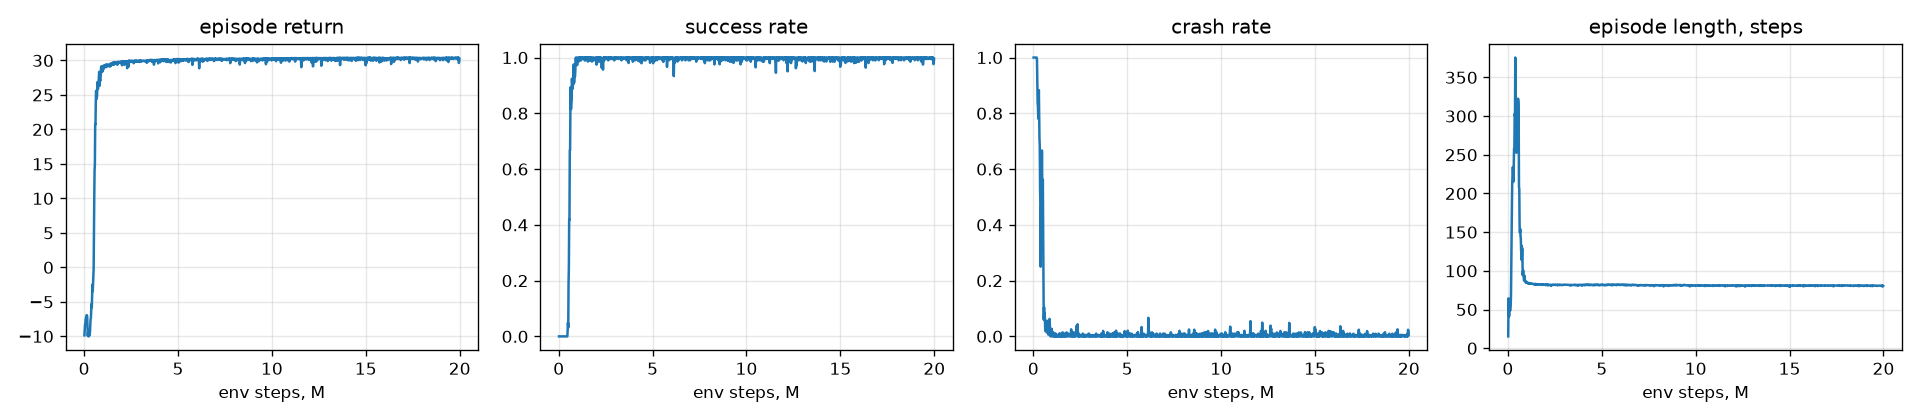 episode return
30
25
20
15
10
5
0
−5
−10
0 5 10 15 20
env steps, M
success rate
1.0
0.8
0.6
0.4
0.2
0.0
0 5 10 15 20
env steps, M
crash rate
1.0
0.8
0.6
0.4
0.2
0.0
0 5 10 15 20
env steps, M
episode length, steps
350
300
250
200
150
100
50
0
0 5 10 15 20
env steps, M